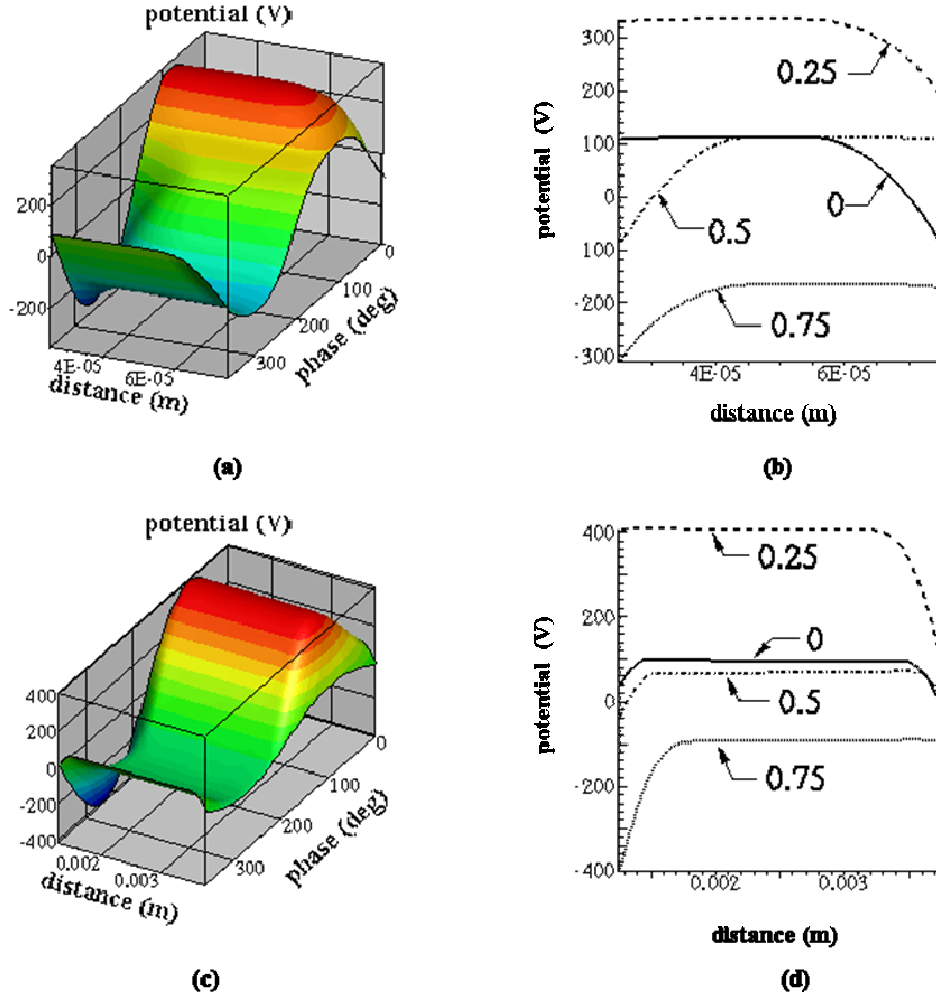 potential (V)
200
0
-200
4E-05
6E-05
distance (m)
0
100
200
300
phase (deg)
(a)
300
200
100
0
100
-200
-300
potential (V)
0.25
0
0.5
0.75
4E-05
6E-05
distance (m)
(b)
potential (V)
400
200
0
-200
-400
0.002
0.003
distance (m)
0
100
200
300
phase (deg)
(c)
400
200
0
-200
-400
potential (V)
0.25
0
0.5
0.75
0.002
0.003
distance (m)
(d)